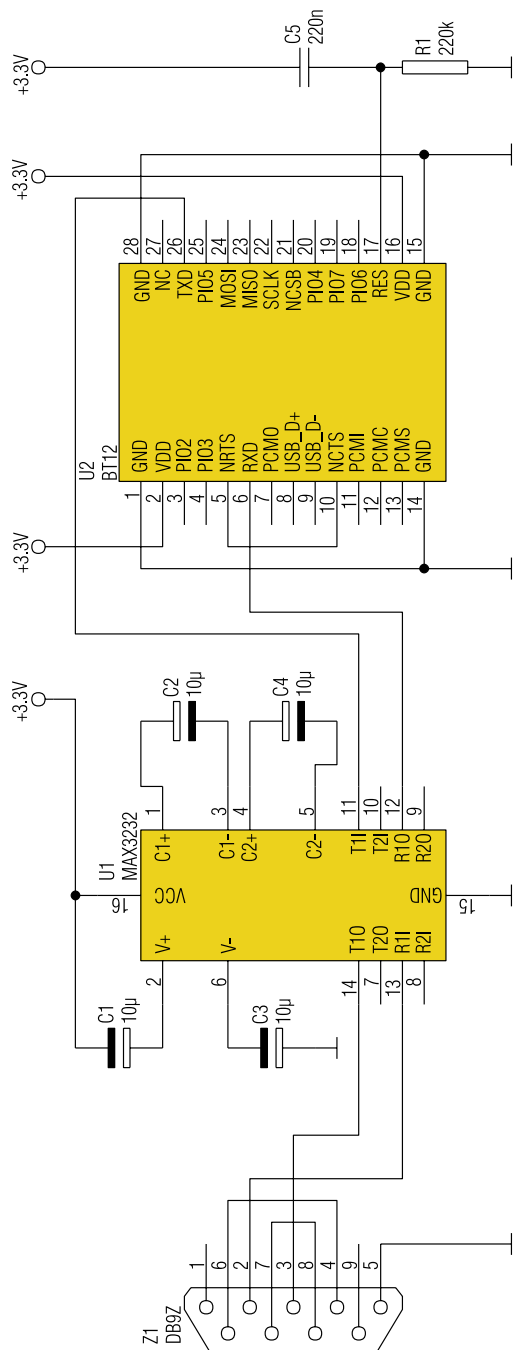 Z1
DB9Z
1
6
2
7
3
8
4
9
5
C1
10µ
C3
10µ
U1
MAX3232
16
VCC
2
V+
6
V-
14
T1O
7
T2O
13
R1I
8
R2I
1
C1+
3
C1-
4
C2+
5
C2-
11
T1I
10
T2I
12
R1O
9
R2O
GND
15
+3.3V
C2
10µ
C4
10µ
+3.3V
U2
BT12
1
GND
2
VDD
3
PIO2
4
PIO3
5
NRTS
6
RXD
7
PCMO
8
USB_D+
9
USB_D-
10
NCTS
11
PCMI
12
PCMC
13
PCMS
14
GND
28
GND
27
NC
26
TXD
25
PIO5
24
MOSI
23
MISO
22
SCLK
21
NCSB
20
PIO4
19
PIO7
18
PIO6
17
RES
16
VDD
15
GND
+3.3V
+3.3V
C5
220n
R1
220k